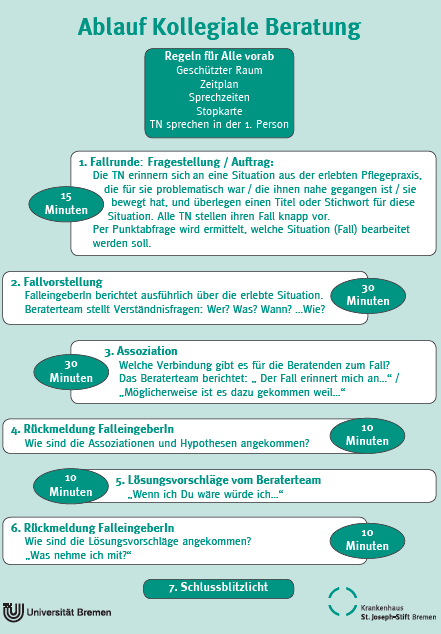 Ablauf Kollegiale Beratung
Regeln für Alle vorab
Geschützter Raum
Zeitplan
Sprechzeiten
Stopkarte
TN sprechen in der 1. Person
1. Fallrunde: Fragestellung / Auftrag:
Die TN erinnern sich an eine Situation aus der erlebten Pflegepraxis,
die für sie problematisch war / die ihnen nahe gegangen ist / sie
bewegt hat, und überlegen einen Titel oder Stichwort für diese
Situation. Alle TN stellen ihren Fall knapp vor.
Per Punktabfrage wird ermittelt, welche Situation (Fall) bearbeitet
werden soll.
15
Minuten
2. Fallvorstellung
FalleingeberIn berichtet ausführlich über die erlebte Situation.
Beraterteam stellt Verständnisfragen: Wer? Was? Wann? ...Wie?
30
Minuten
3. Assoziation
Welche Verbindung gibt es für die Beratenden zum Fall?
Das Beraterteam berichtet: „ Der Fall erinnert mich an...“ /
„Möglicherweise ist es dazu gekommen weil...“
30
Minuten
4. Rückmeldung FalleingeberIn
Wie sind die Assoziationen und Hypothesen angekommen?
10
Minuten
10
Minuten
5. Lösungsvorschläge vom Beraterteam
„Wenn ich Du wäre würde ich...“
6. Rückmeldung FalleingeberIn
Wie sind die Lösungsvorschläge angekommen?
„Was nehme ich mit?“
10
Minuten
7. Schlussblitzlicht
Universität Bremen
Krankenhaus
St. Joseph-Stift Bremen